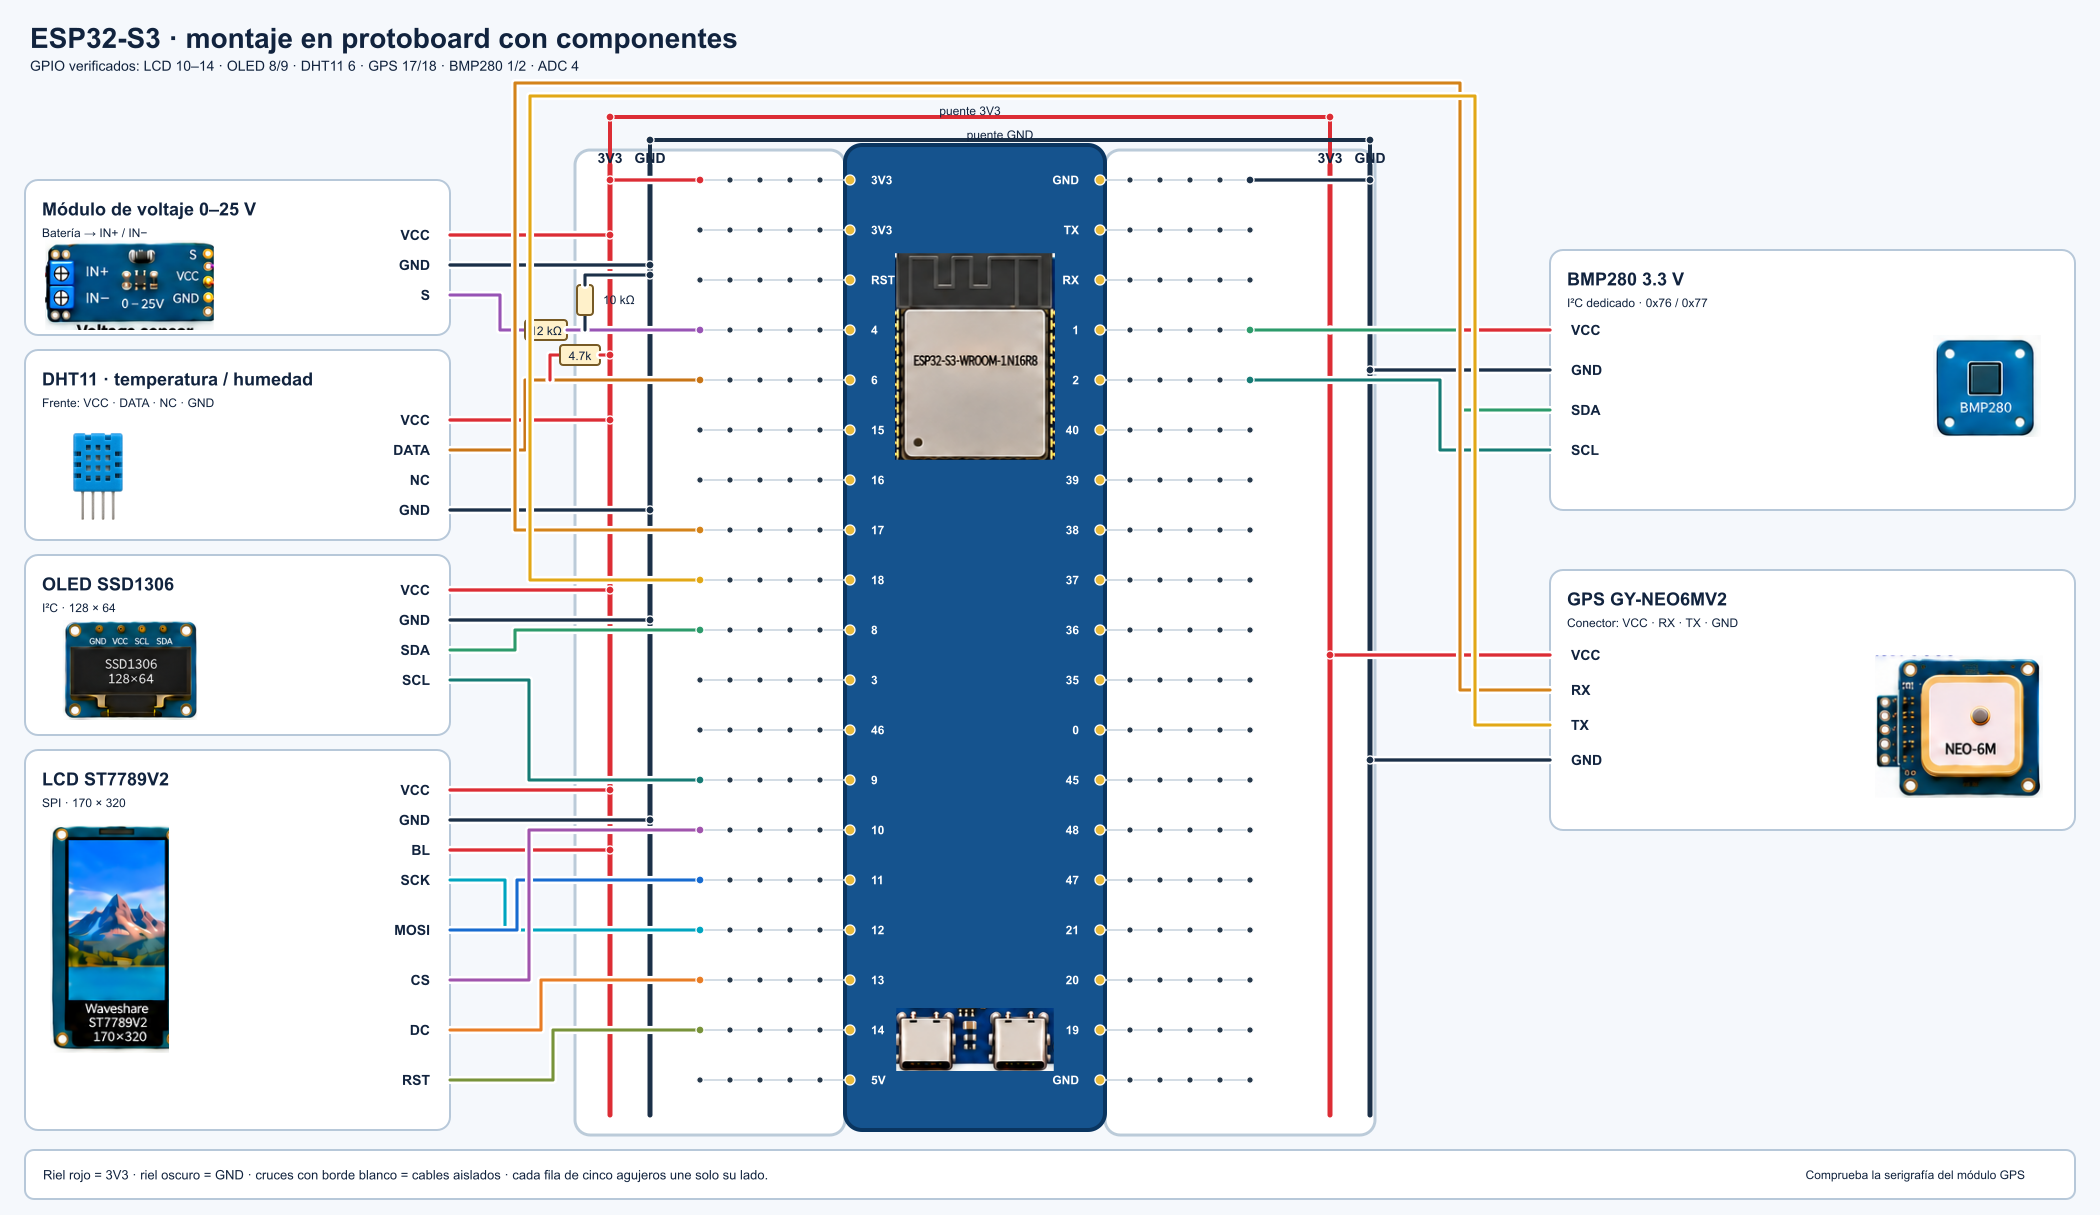 ESP32-S3 · montaje en protoboard con componentes
GPIO verificados: LCD 10–14 · OLED 8/9 · DHT11 6 · GPS 17/18 · BMP280 1/2 · ADC 4
puente 3V3
puente GND
3V3 GND
3V3 GND
Módulo de voltaje 0–25 V
Batería → IN+ / IN−
IN+
IN−
0-25V
S
VCC
GND
Voltage sensor
VCC
GND
S
10 kΩ
12 kΩ
4.7k
DHT11 · temperatura / humedad
Frente: VCC · DATA · NC · GND
VCC
DATA
NC
GND
OLED SSD1306
I²C · 128 × 64
GND VCC SCL SDA
SSD1306
128×64
VCC
GND
SDA
SCL
LCD ST7789V2
SPI · 170 × 320
Waveshare
ST7789V2
170×320
VCC
GND
BL
SCK
MOSI
CS
DC
RST
3V3
3V3
RST
4
6
15
16
17
18
8
3
46
9
10
11
12
13
14
5V
ESP32-S3-WROOM-1N16R8
GND
TX
RX
1
2
40
39
38
37
36
35
0
45
48
47
21
20
19
GND
BMP280 3.3 V
I²C dedicado · 0x76 / 0x77
VCC
GND
SDA
SCL
BMP280
GPS GY-NEO6MV2
Conector: VCC · RX · TX · GND
VCC
RX
TX
GND
NEO-6M
Riel rojo = 3V3 · riel oscuro = GND · cruces con borde blanco = cables aislados · cada fila de cinco agujeros une solo su lado.
Comprueba la serigrafía del módulo GPS